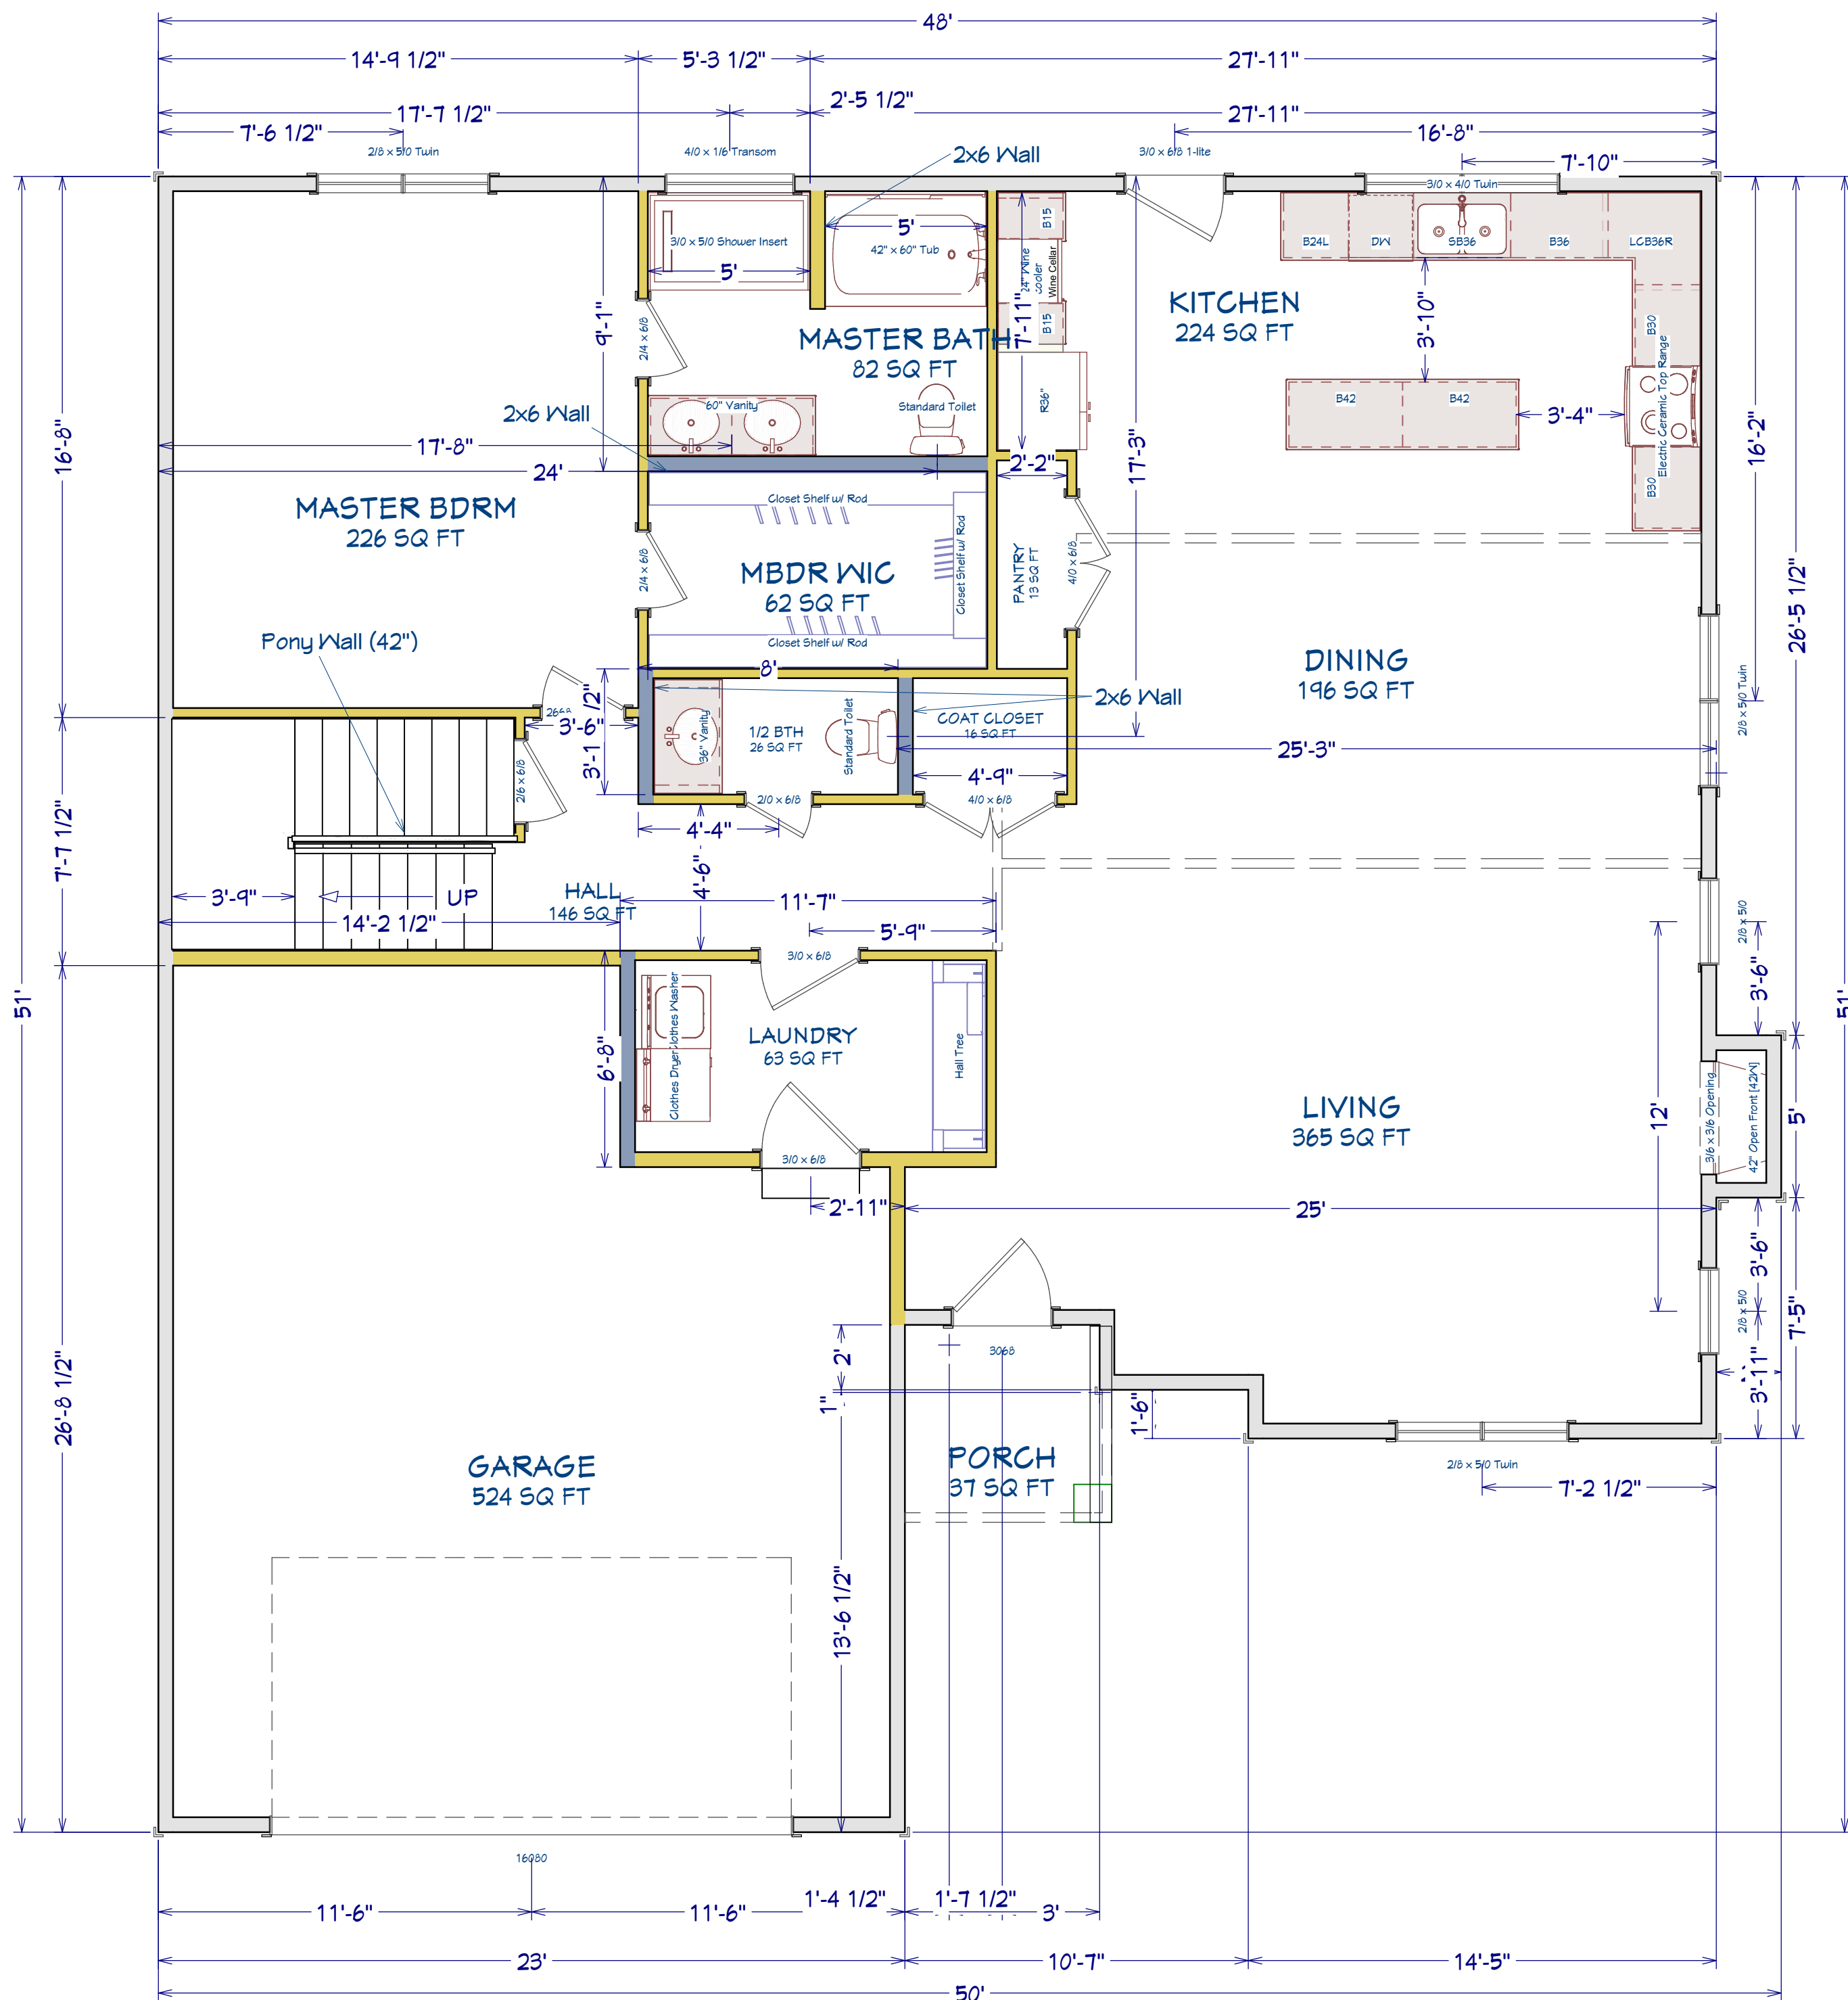 48'
14'-9 1/2"
5'-3 1/2"
27'-11"
17'-7 1/2"
2'-5 1/2"
27'-11"
7'-6 1/2"
16'-8"
2/8 x 5/0 Twin
4/0 x 1/6 Transom
2x6 Wall
3/0 x 6/8 1-lite
7'-10"
3/0 x 4/0 Twin
5'
3/0 x 5/0 Shower Insert
42" x 60" Tub
5'
B15
24" Wine
cooler
Wine Cellar
B15
7'-11"
B24L
DW
SB36
B36
LCB36R
KITCHEN
224 SQ FT
3'-10"
B30
Electric Ceramic Top Range
B30
9'-1"
2/4 x 6/8
MASTER BATH
82 SQ FT
R36"
B42
B42
3'-4"
60" Vanity
Standard Toilet
2x6 Wall
16'-8"
17'-8"
24'
2'-2"
17'-3"
16'-2"
MASTER BDRM
226 SQ FT
Closet Shelf w/ Rod
Closet Shelf w/ Rod
2/4 x 6/8
MBDR WIC
62 SQ FT
Closet Shelf w/ Rod
PANTRY
13 SQ FT
4/0 x 6/8
26'-5 1/2"
Pony Wall (42")
8'
DINING
196 SQ FT
2/8 x 5/0 Twin
2x6 Wall
3'-6"
36" Vanity
1/2 BTH
26 SQ FT
Standard Toilet
COAT CLOSET
16 SQ FT
25'-3"
2/6 x 6/8
4'-9"
2/0 x 6/8
4/0 x 6/8
4'-4"
7'-7 1/2"
4'-6"
3'-9"
UP
HALL
146 SQ FT
11'-7"
14'-2 1/2"
5'-9"
2/8 x 5/0
3'-6"
3/0 x 6/8
51'
51'
Clothes Washer
Clothes Dryer
LAUNDRY
63 SQ FT
Hall Tree
6'-8"
LIVING
365 SQ FT
12'
3/6 x 3/6 Opening
42" Open Front [42W]
5'
3/0 x 6/8
2'-11"
25'
3'-6"
2/8 x 5/0
7'-5"
3068
2'
3'-11"
1"
1'-6"
26'-8 1/2"
GARAGE
524 SQ FT
PORCH
37 SQ FT
2/8 x 5/0 Twin
7'-2 1/2"
13'-6 1/2"
16080
11'-6"
11'-6"
1'-4 1/2"
1'-7 1/2"
3'
23'
10'-7"
14'-5"
50'